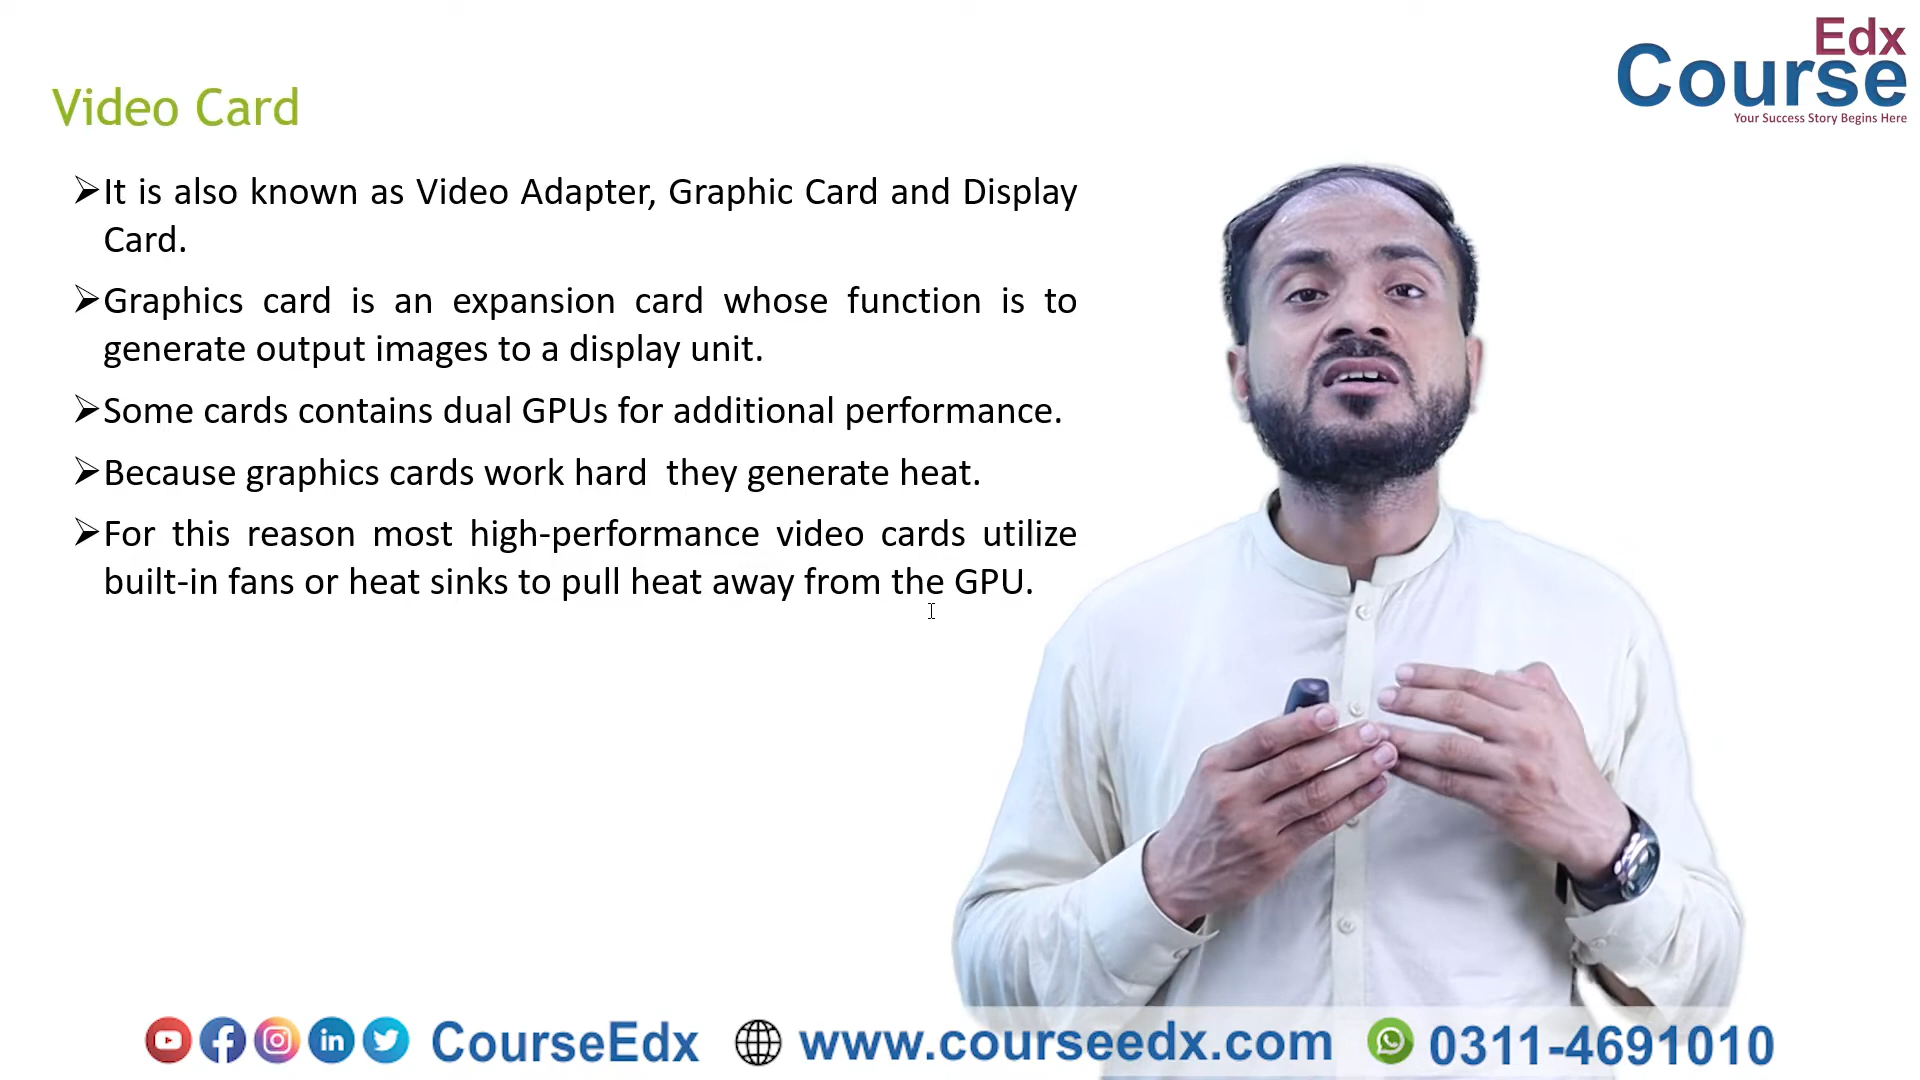 Edx
Course
Your Success Story Begins Here
Video Card
➢It is also known as Video Adapter, Graphic Card and Display
Card.
➢Graphics card is an expansion card whose function is to
generate output images to a display unit.
➢Some cards contains dual GPUs for additional performance.
➢Because graphics cards work hard  they generate heat.
➢For this reason most high-performance video cards utilize
built-in fans or heat sinks to pull heat away from the GPU.
CourseEdx www.courseedx.com 0311-4691010